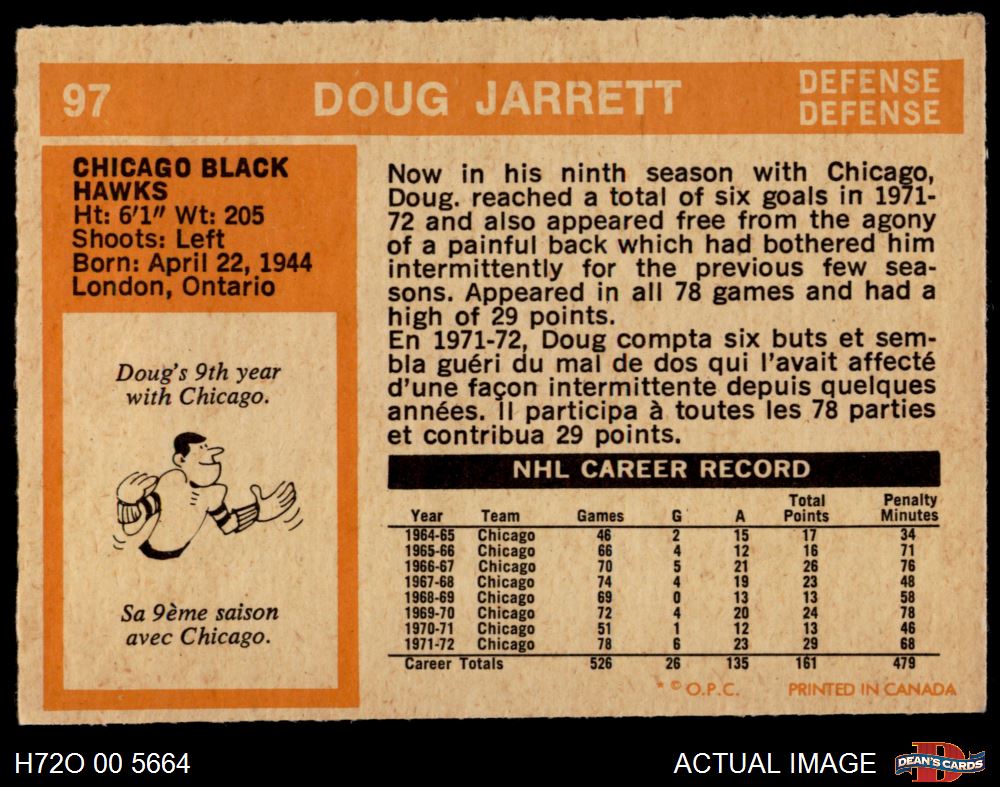 97
DOUG JARRETT
DEFENSE
DEFENSE
CHICAGO BLACK
HAWKS
Ht: 6'1" Wt: 205
Shoots: Left
Born: April 22, 1944
London, Ontario
Doug's 9th year
with Chicago.
Sa 9ème saison
avec Chicago.
Now in his ninth season with Chicago,
Doug. reached a total of six goals in 1971-
72 and also appeared free from the agony
of a painful back which had bothered him
intermittently for the previous few sea-
sons. Appeared in all 78 games and had a
high of 29 points.
En 1971-72, Doug compta six buts et sem-
bla guéri du mal de dos qui l'avait affecté
d'une façon intermittente depuis quelques
années. Il participa à toutes les 78 parties
et contribua 29 points.
NHL CAREER RECORD
Year Team Games G A Total Points Penalty Minutes
1964-65 Chicago 46 2 15 17 34
1965-66 Chicago 66 4 12 16 71
1966-67 Chicago 70 5 21 26 76
1967-68 Chicago 74 4 19 23 48
1968-69 Chicago 69 0 13 13 58
1969-70 Chicago 72 4 20 24 78
1970-71 Chicago 51 1 12 13 46
1971-72 Chicago 78 6 23 29 68
Career Totals 526 26 135 161 479
* © O.P.C. PRINTED IN CANADA
H72O 00 5664
ACTUAL IMAGE
D
DEAN'S CARDS